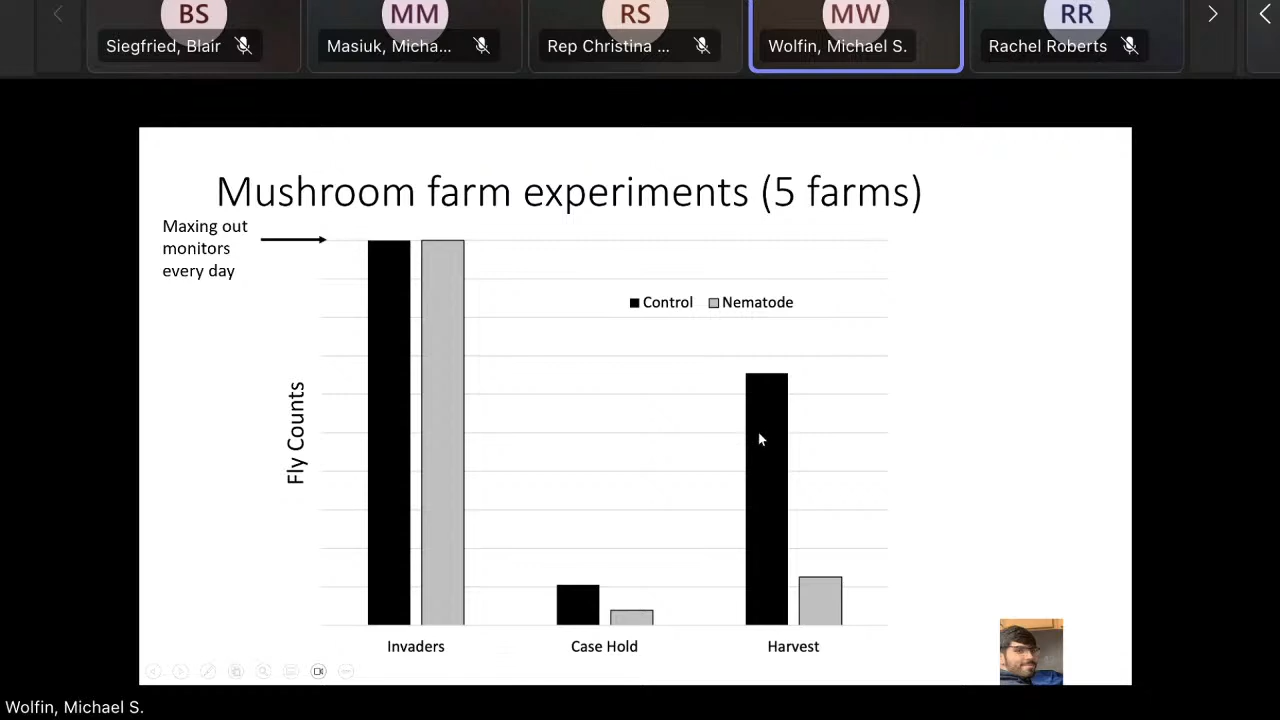 BS
MM
RS
MW
RR
Siegfried, Blair
Masiuk, Micha...
Rep Christina ...
Wolfin, Michael S.
Rachel Roberts
Mushroom farm experiments (5 farms)
Maxing out
monitors
every day
Control
Nematode
Fly Counts
Invaders
Case Hold
Harvest
Wolfin, Michael S.